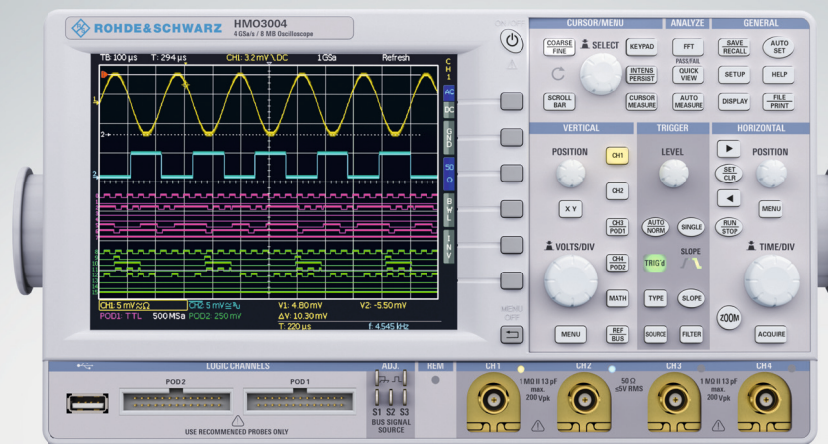 ROHDE&SCHWARZ HMO3004
4 GSa/s / 8 MB Oscilloscope
TB: 100 µs T: 294 µs CH1: 3.2 mV \ DC 1GSa Refresh
CH1
AC
DC
GND
50 Ω
BWL
INV
CH1: 5 mV≅Ω CH2: 5 mV
POD1: TTL 500 MSa POD2: 250 mV
V1: 4.80 mV V2: -5.50 mV
ΔV: 10.30 mV
T: 220 µs f: 4.545 kHz
MENU
OFF
CURSOR/MENU ANALYZE GENERAL
COARSE
FINE
SELECT
KEYPAD
FFT
SAVE
RECALL
AUTO
SET
INTENS
PERSIST
PASS/FAIL
QUICK
VIEW
SETUP
HELP
SCROLL
BAR
CURSOR
MEASURE
AUTO
MEASURE
DISPLAY
FILE
PRINT
VERTICAL TRIGGER HORIZONTAL
POSITION
CH1
LEVEL
POSITION
SET
CLR
CH2
X Y
MENU
CH3
POD1
AUTO
NORM
SINGLE
RUN
STOP
VOLTS/DIV
SLOPE
TIME/DIV
CH4
POD2
TRIG'd
MATH
TYPE
SLOPE
ZOOM
MENU
REF
BUS
SOURCE
FILTER
ACQUIRE
LOGIC CHANNELS
POD 2 POD 1
USE RECOMMENDED PROBES ONLY
ADJ.
S1 S2 S3
BUS SIGNAL
SOURCE
REM
CH1 CH2 CH3 CH4
1 MΩ II 13 pF
max.
200 Vpk
50 Ω
≤5V RMS
1 MΩ II 13 pF
max.
200 Vpk